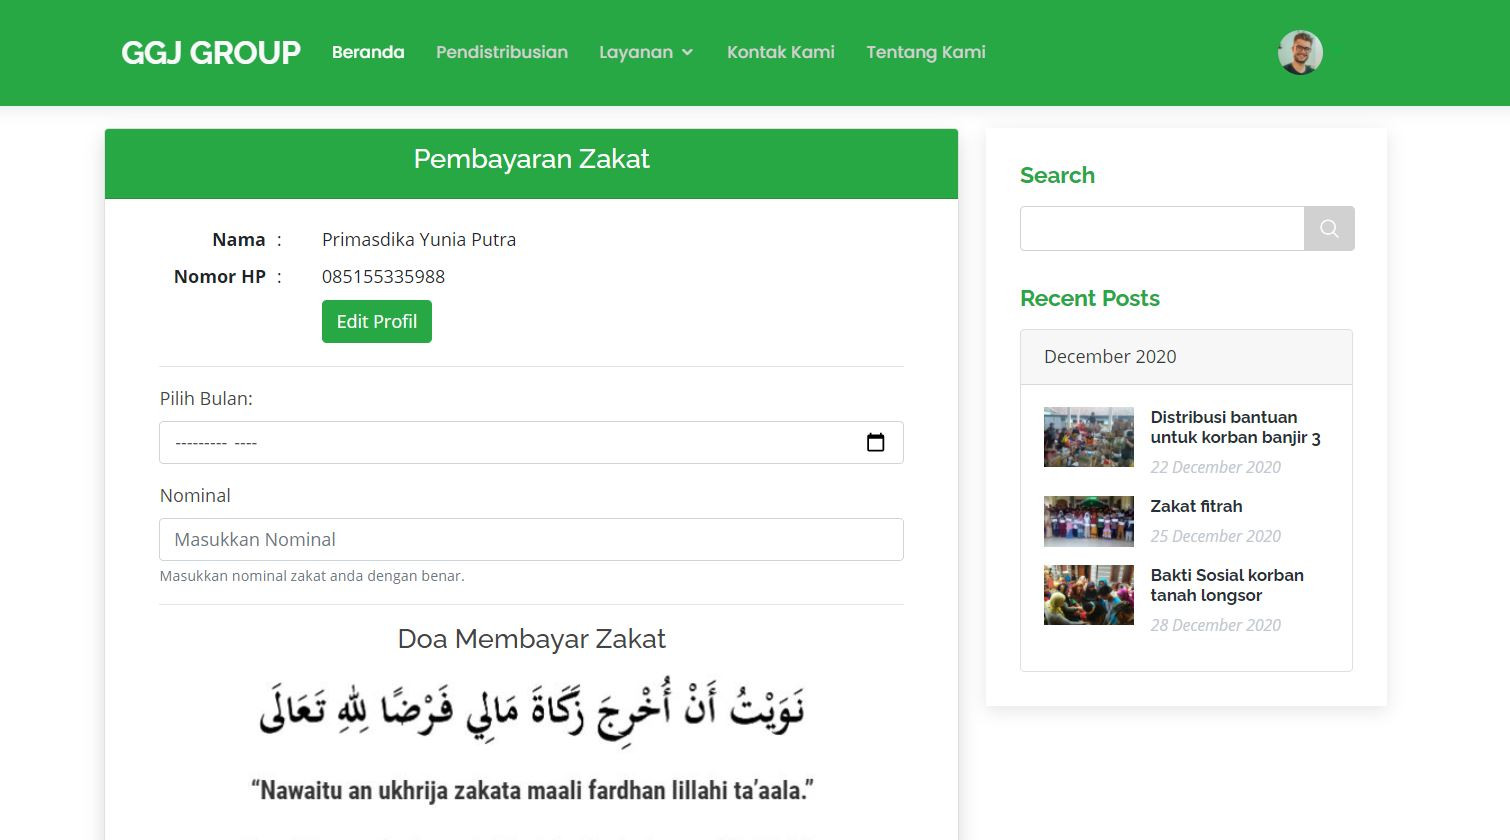 GGJ GROUP Beranda Pendistribusian Layanan Kontak Kami Tentang Kami
Pembayaran Zakat
Nama : Primasdika Yunia Putra
Nomor HP : 085155335988
Edit Profil
Pilih Bulan:
--------- ----
Nominal
Masukkan Nominal
Masukkan nominal zakat anda dengan benar.
Doa Membayar Zakat
نَوَيْتُ أَنْ أُخْرِجَ زَكَاةَ مَالِي فَرْضًا لِلهِ تَعَالَى
“Nawaitu an ukhrija zakata maali fardhan lillahi ta’aala.”
Search
Recent Posts
December 2020
Distribusi bantuan
untuk korban banjir 3
22 December 2020
Zakat fitrah
25 December 2020
Bakti Sosial korban
tanah longsor
28 December 2020